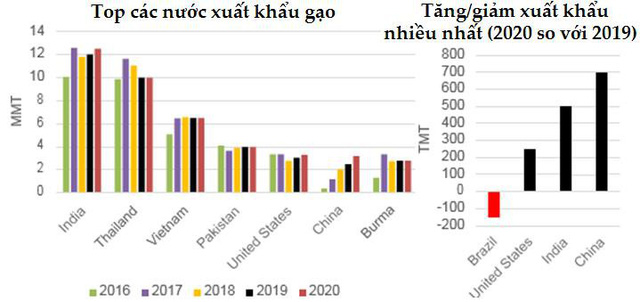 Top các nước xuất khẩu gạo
14
12
10
8
6
4
2
0
MMT
India
Thailand
Vietnam
Pakistan
United States
China
Burma
2016 2017 2018 2019 2020
Tăng/giảm xuất khẩu
nhiều nhất (2020 so với 2019)
800
700
600
500
400
300
200
100
0
-100
-200
TMT
Brazil
United States
India
China